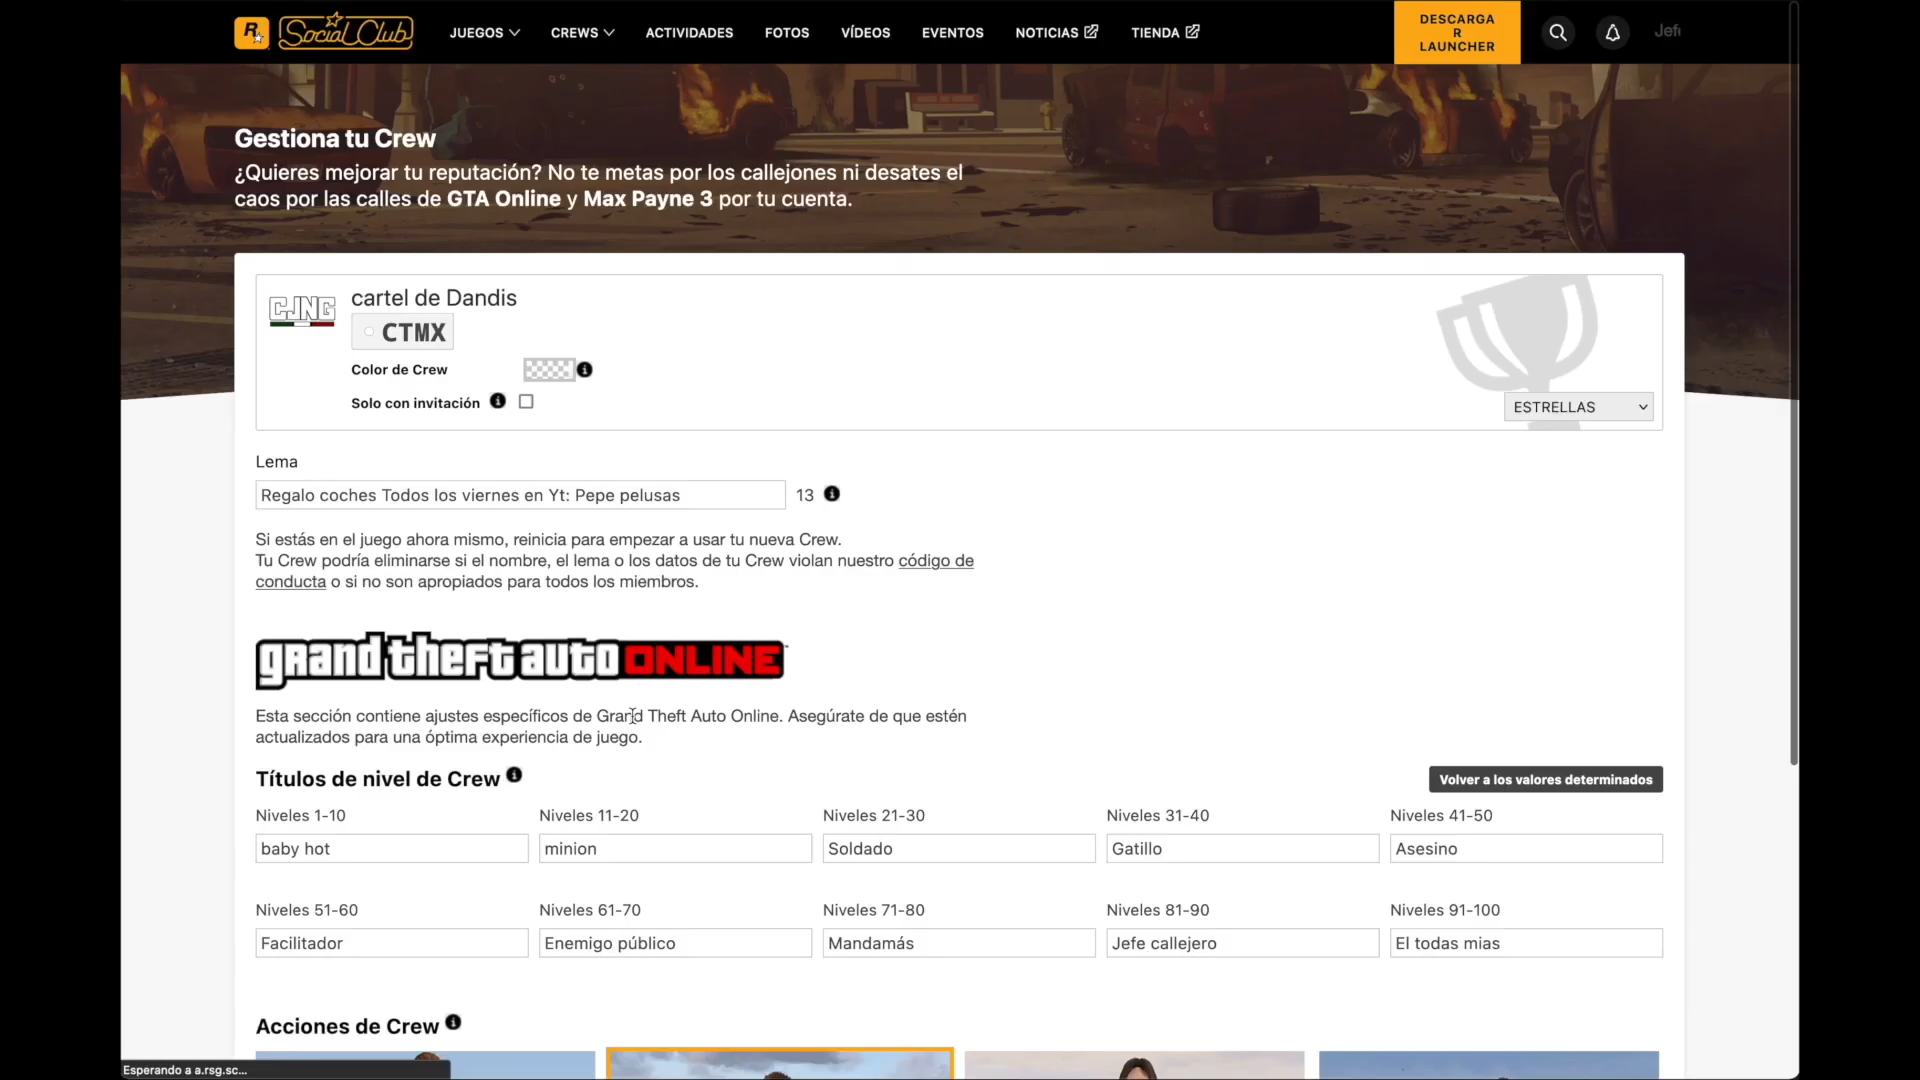 R Social Club JUEGOS CREWS ACTIVIDADES FOTOS VÍDEOS EVENTOS NOTICIAS TIENDA
DESCARGA
R
LAUNCHER
Jefe
Gestiona tu Crew
¿Quieres mejorar tu reputación? No te metas por los callejones ni desates el
caos por las calles de GTA Online y Max Payne 3 por tu cuenta.
CJNG
cartel de Dandis
CTMX
Color de Crew
Solo con invitación
ESTRELLAS
Lema
Regalo coches Todos los viernes en Yt: Pepe pelusas 13
Si estás en el juego ahora mismo, reinicia para empezar a usar tu nueva Crew.
Tu Crew podría eliminarse si el nombre, el lema o los datos de tu Crew violan nuestro código de
conducta o si no son apropiados para todos los miembros.
grand theft auto ONLINE
Esta sección contiene ajustes específicos de Grand Theft Auto Online. Asegúrate de que estén
actualizados para una óptima experiencia de juego.
Títulos de nivel de Crew
Volver a los valores determinados
Niveles 1-10 Niveles 11-20 Niveles 21-30 Niveles 31-40 Niveles 41-50
baby hot minion Soldado Gatillo Asesino
Niveles 51-60 Niveles 61-70 Niveles 71-80 Niveles 81-90 Niveles 91-100
Facilitador Enemigo público Mandamás Jefe callejero El todas mias
Acciones de Crew
Esperando a a.rsg.sc...